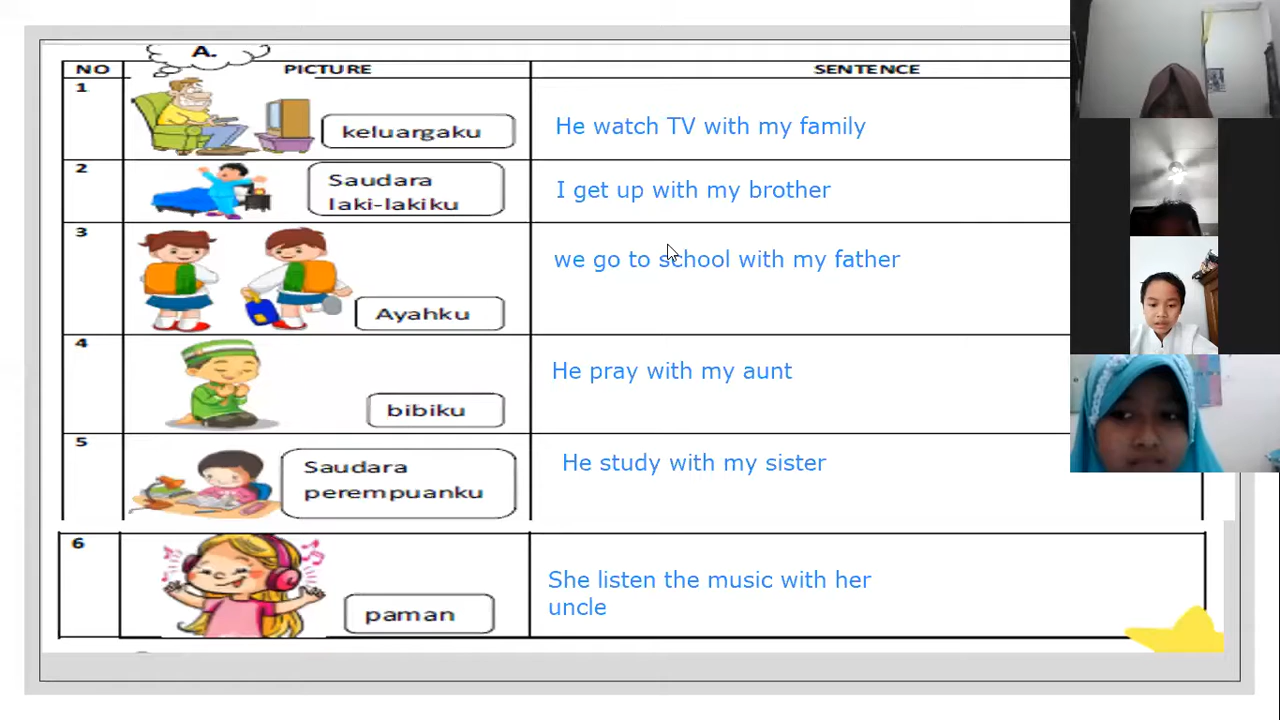 A.
NO PICTURE SENTENCE
1
keluargaku
He watch TV with my family
2
Saudara
laki-lakiku
I get up with my brother
3
Ayahku
we go to school with my father
4
bibiku
He pray with my aunt
5
Saudara
perempuanku
He study with my sister
6
paman
She listen the music with her
uncle